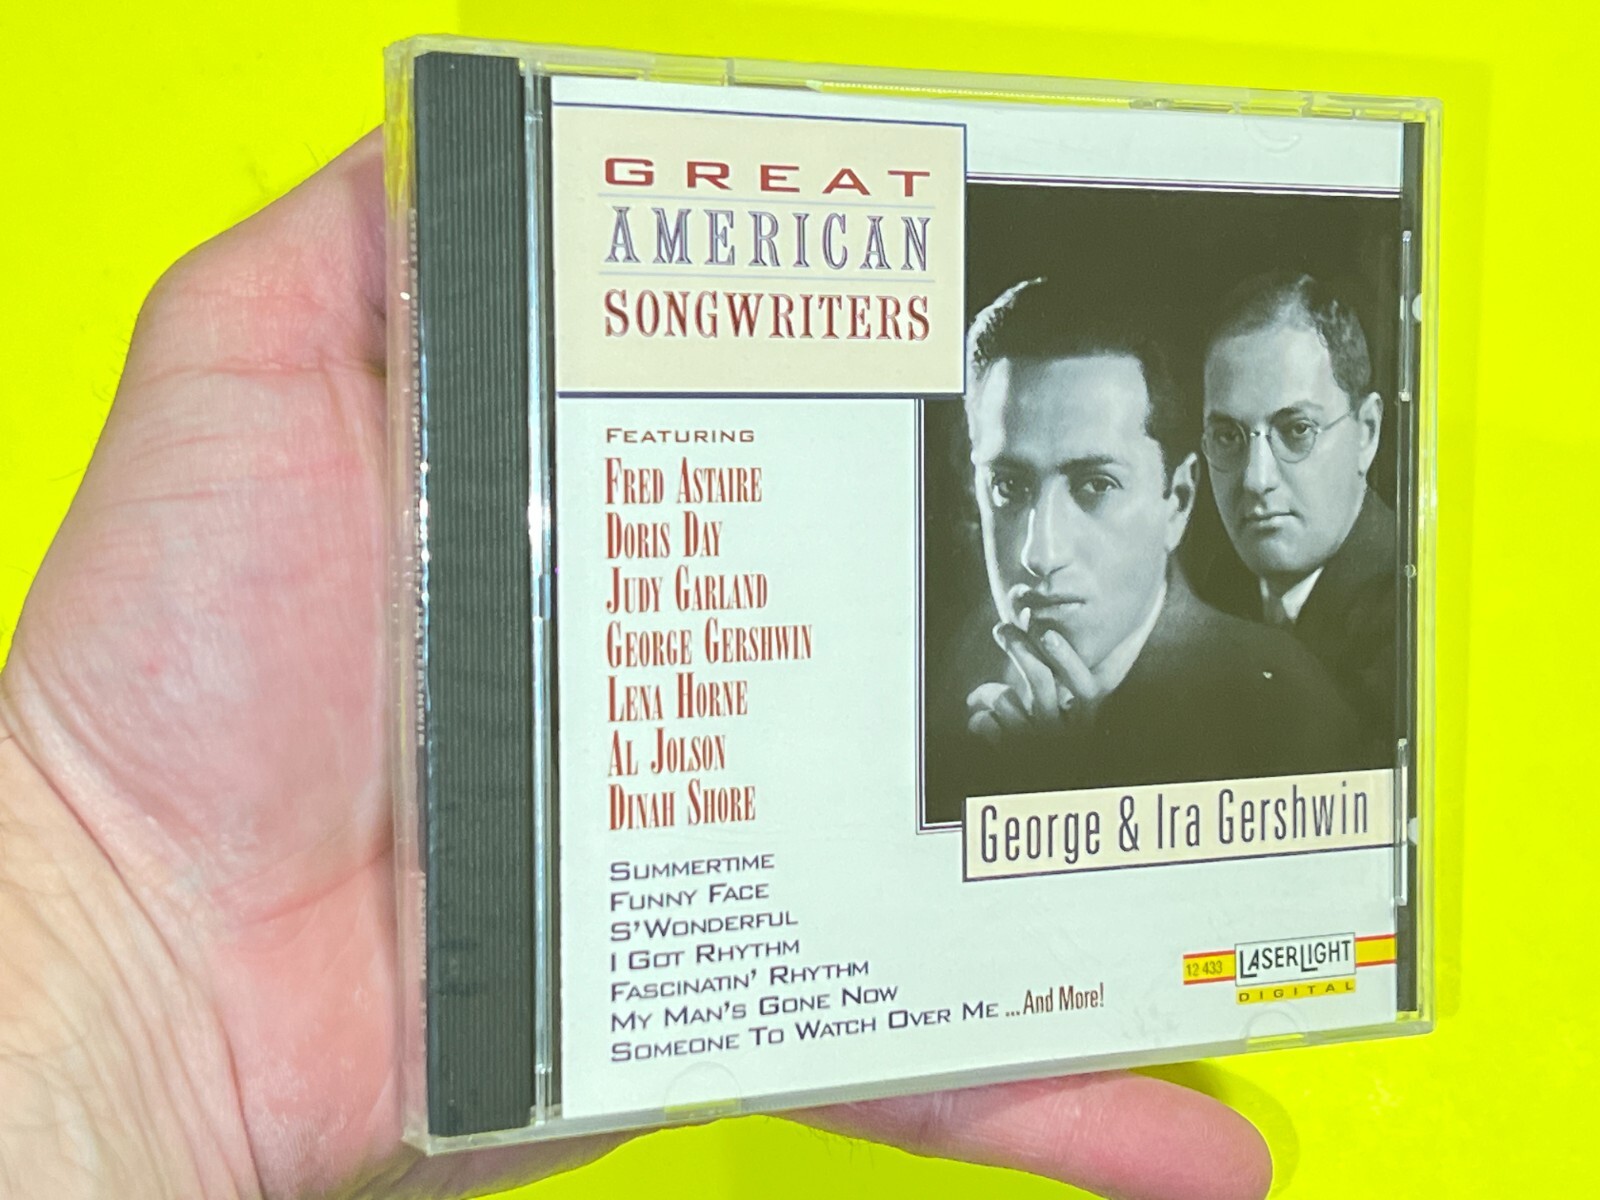 GREAT
AMERICAN
SONGWRITERS
FEATURING
FRED ASTAIRE
DORIS DAY
JUDY GARLAND
GEORGE GERSHWIN
LENA HORNE
AL JOLSON
DINAH SHORE
SUMMERTIME
FUNNY FACE
S'WONDERFUL
I GOT RHYTHM
FASCINATIN' RHYTHM
MY MAN'S GONE NOW
SOMEONE TO WATCH OVER ME ...And More!
George & Ira Gershwin
12 433 LASERLIGHT
DIGITAL